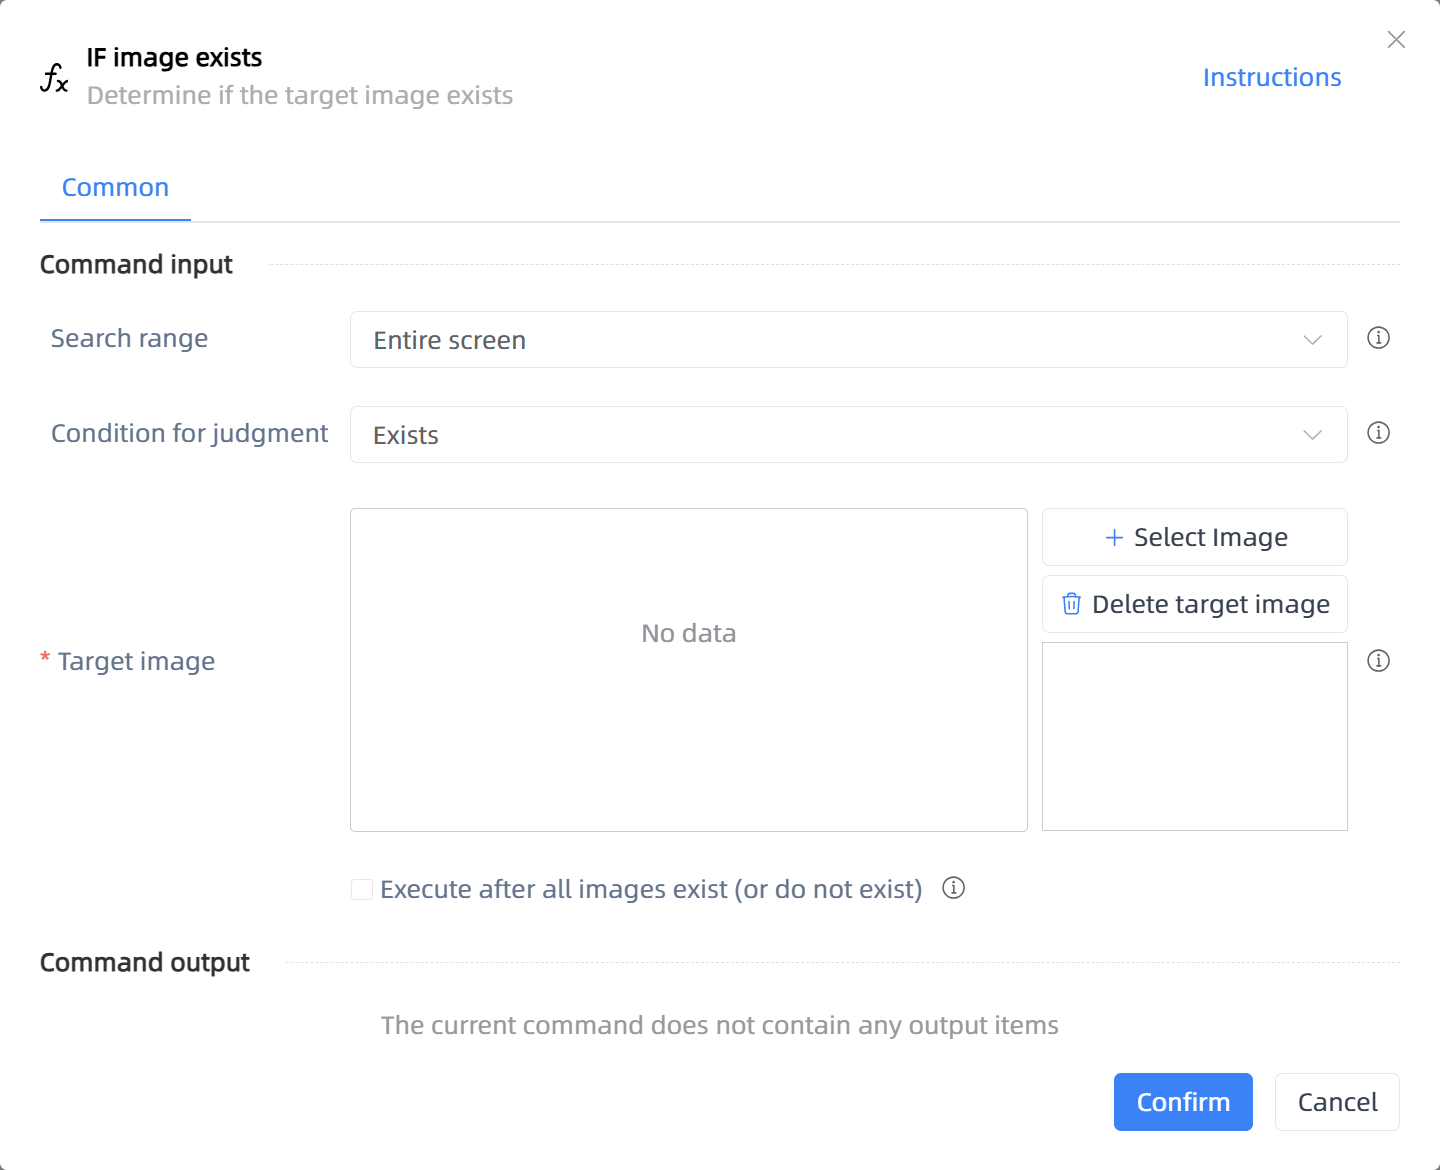 IF image exists
Determine if the target image exists
Instructions
Common
Command input
Search range
Entire screen
Condition for judgment
Exists
* Target image
No data
+ Select Image
Delete target image
Execute after all images exist (or do not exist)
Command output
The current command does not contain any output items
Confirm
Cancel